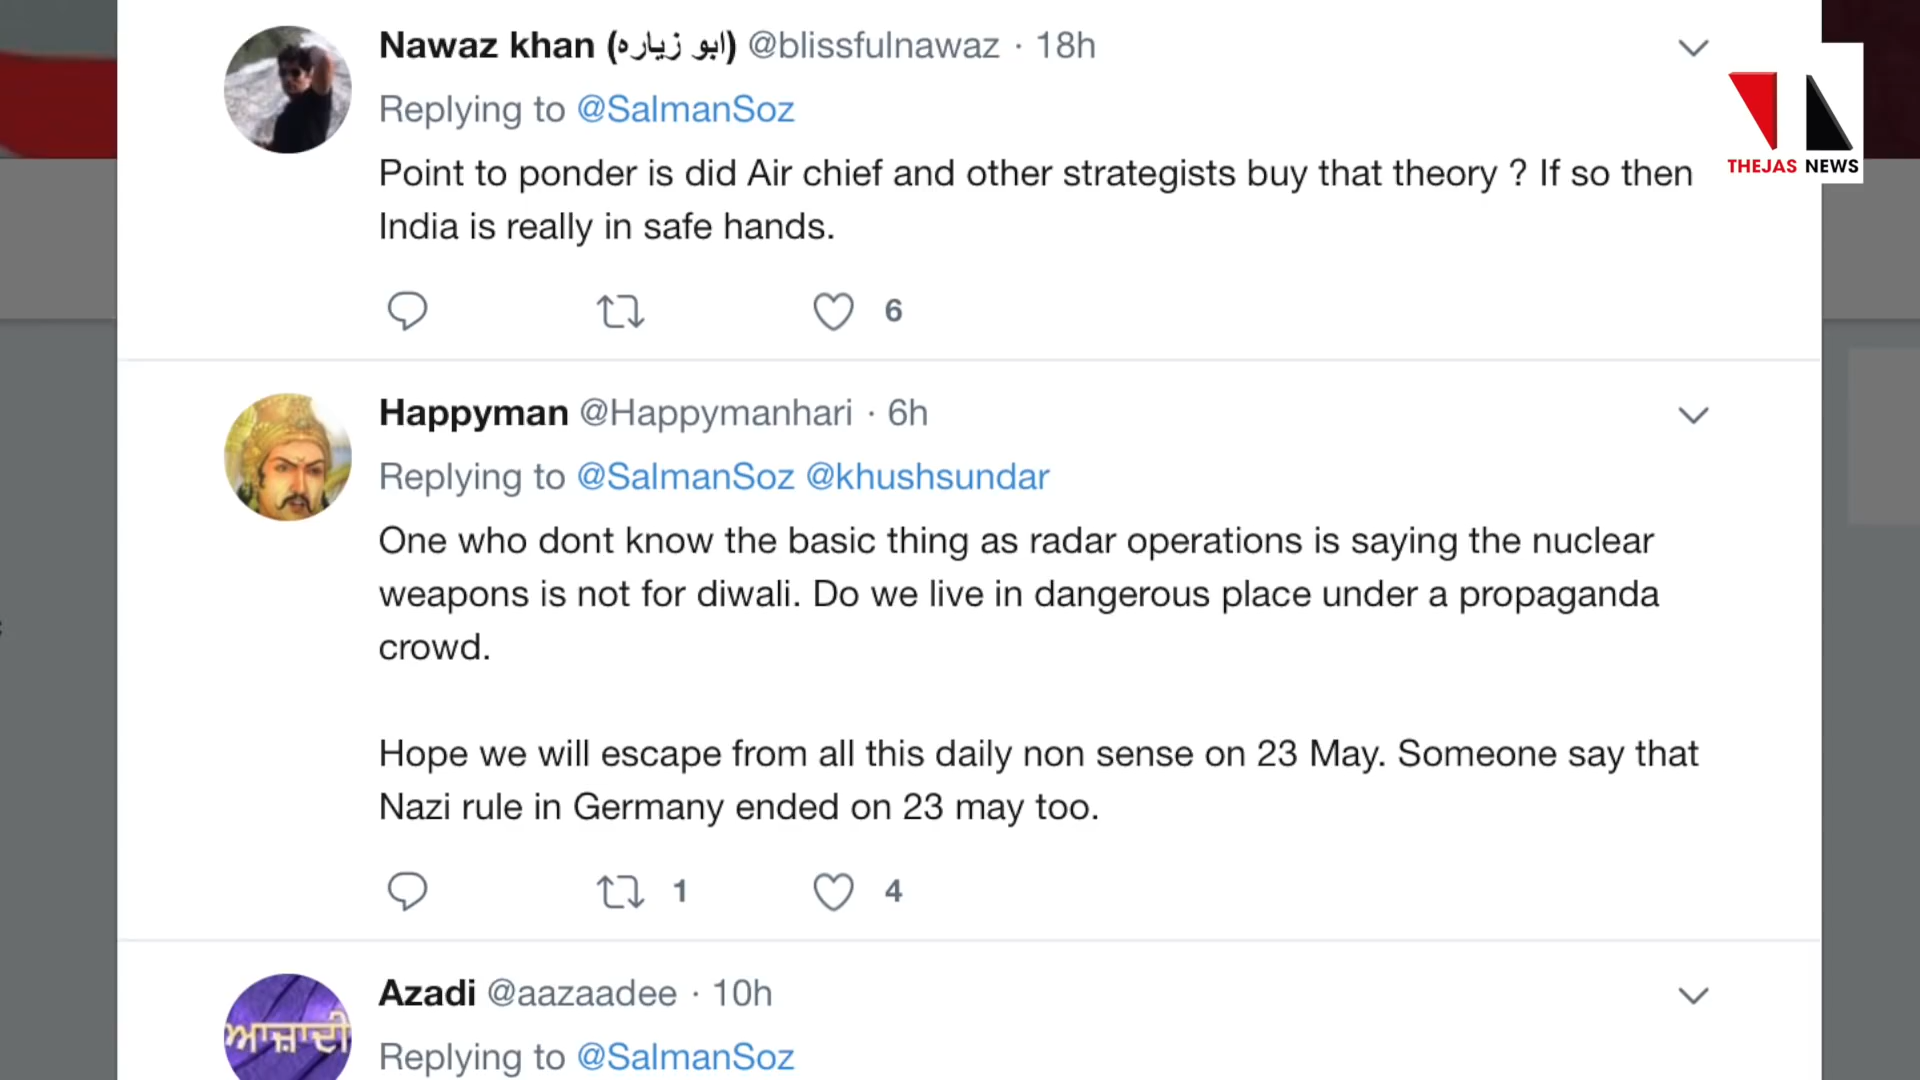 Nawaz khan (ابو زیاره) @blissfulnawaz · 18h
Replying to @SalmanSoz
Point to ponder is did Air chief and other strategists buy that theory ? If so then
India is really in safe hands.
6
THEJAS NEWS
Happyman @Happymanhari · 6h
Replying to @SalmanSoz @khushsundar
One who dont know the basic thing as radar operations is saying the nuclear
weapons is not for diwali. Do we live in dangerous place under a propaganda
crowd.
Hope we will escape from all this daily non sense on 23 May. Someone say that
Nazi rule in Germany ended on 23 may too.
1 4
Azadi @aazaadee · 10h
ਆਜ਼ਾਦੀ
Replying to @SalmanSoz